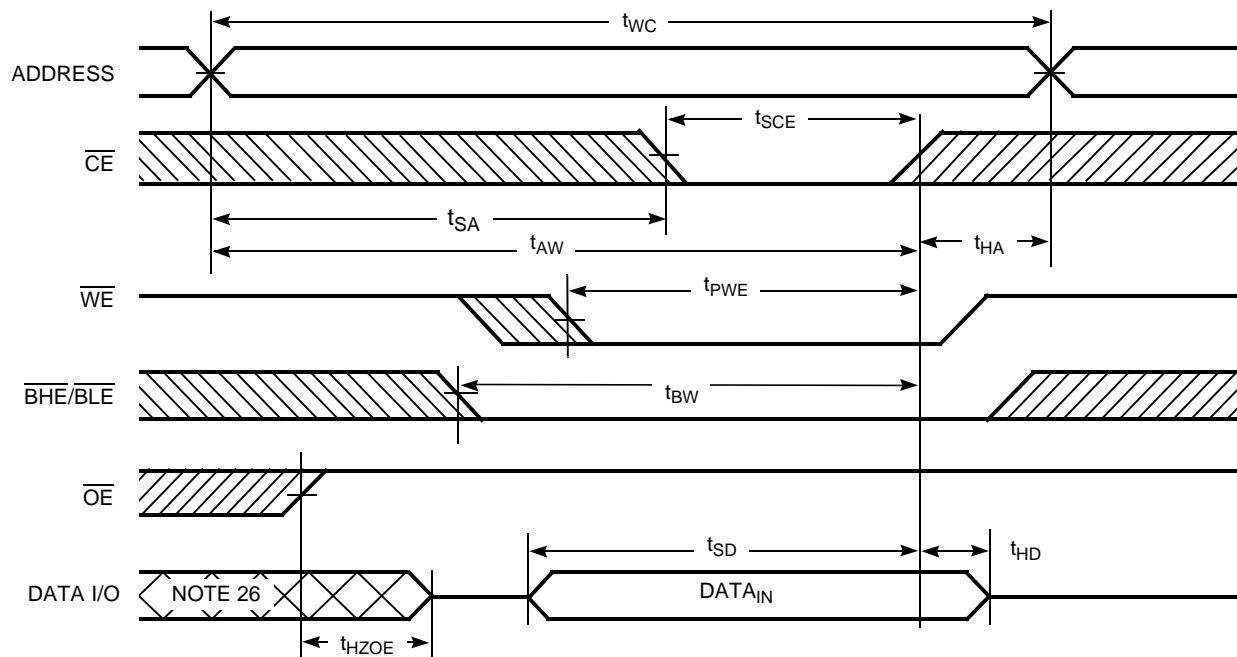 tWC
ADDRESS
tSCE
CE
tSA
tAW
tHA
WE
tPWE
BHE/BLE
tBW
OE
tSD
tHD
DATA I/O
NOTE 26
DATAIN
tHZOE